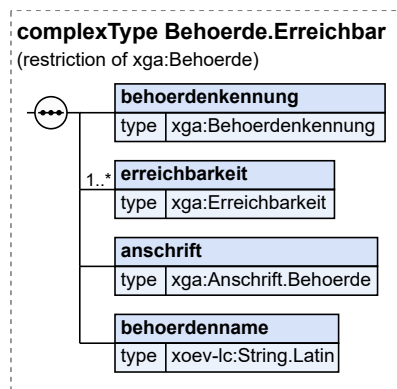 complexType Behoerde.Erreichbar
(restriction of xga:Behoerde)
behoerdenkennung
type xga:Behoerdenkennung
1..* erreichbarkeit
type xga:Erreichbarkeit
anschrift
type xga:Anschrift.Behoerde
behoerdenname
type xoev-lc:String.Latin